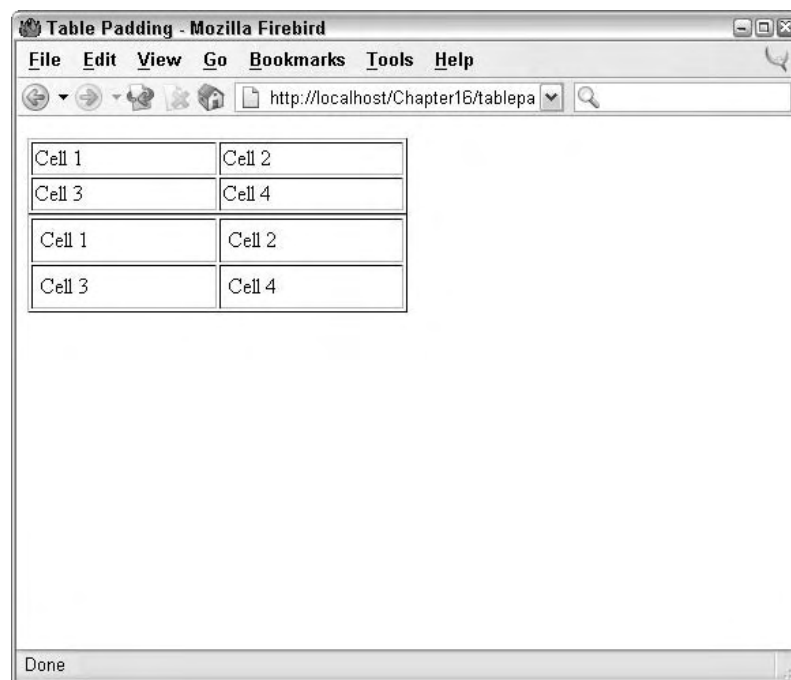 Table Padding - Mozilla Firebird
File Edit View Go Bookmarks Tools Help
http://localhost/Chapter16/tablepa
Cell 1 Cell 2
Cell 3 Cell 4
Cell 1 Cell 2
Cell 3 Cell 4
Done